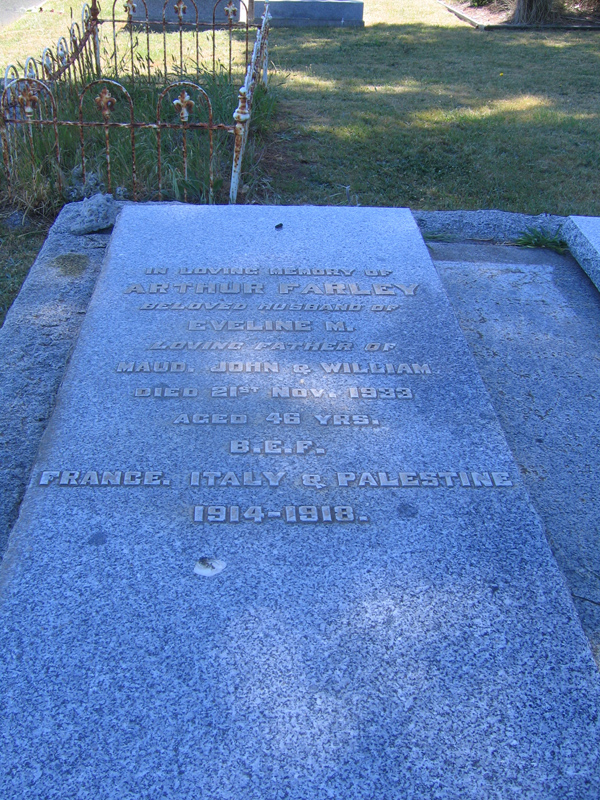 IN LOVING MEMORY OF
ARTHUR FARLEY
BELOVED HUSBAND OF
EVELINE M.
LOVING FATHER OF
MAUD, JOHN & WILLIAM
DIED 21ST NOV. 1933
AGED 46 YRS.
B.E.F.
FRANCE, ITALY & PALESTINE
1914-1918.